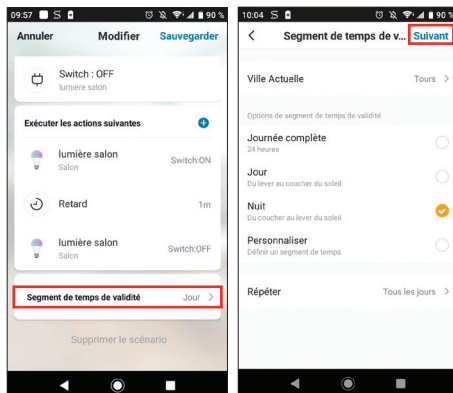 09:57 S 90 %
Annuler Modifier Sauvegarder
Switch : OFF
lumière salon
Exécuter les actions suivantes
lumière salon
Salon
Switch:ON
Retard
1m
lumière salon
Salon
Switch:OFF
Segment de temps de validité
Jour
Supprimer le scénario
10:04 S 90 %
Segment de temps de v... Suivant
Ville Actuelle
Tours
Options de segment de temps de validité
Journée complète
24 heures
Jour
Du lever au coucher du soleil
Nuit
Du coucher au lever du soleil
Personnaliser
Définir un segment de temps
Répéter
Tous les jours